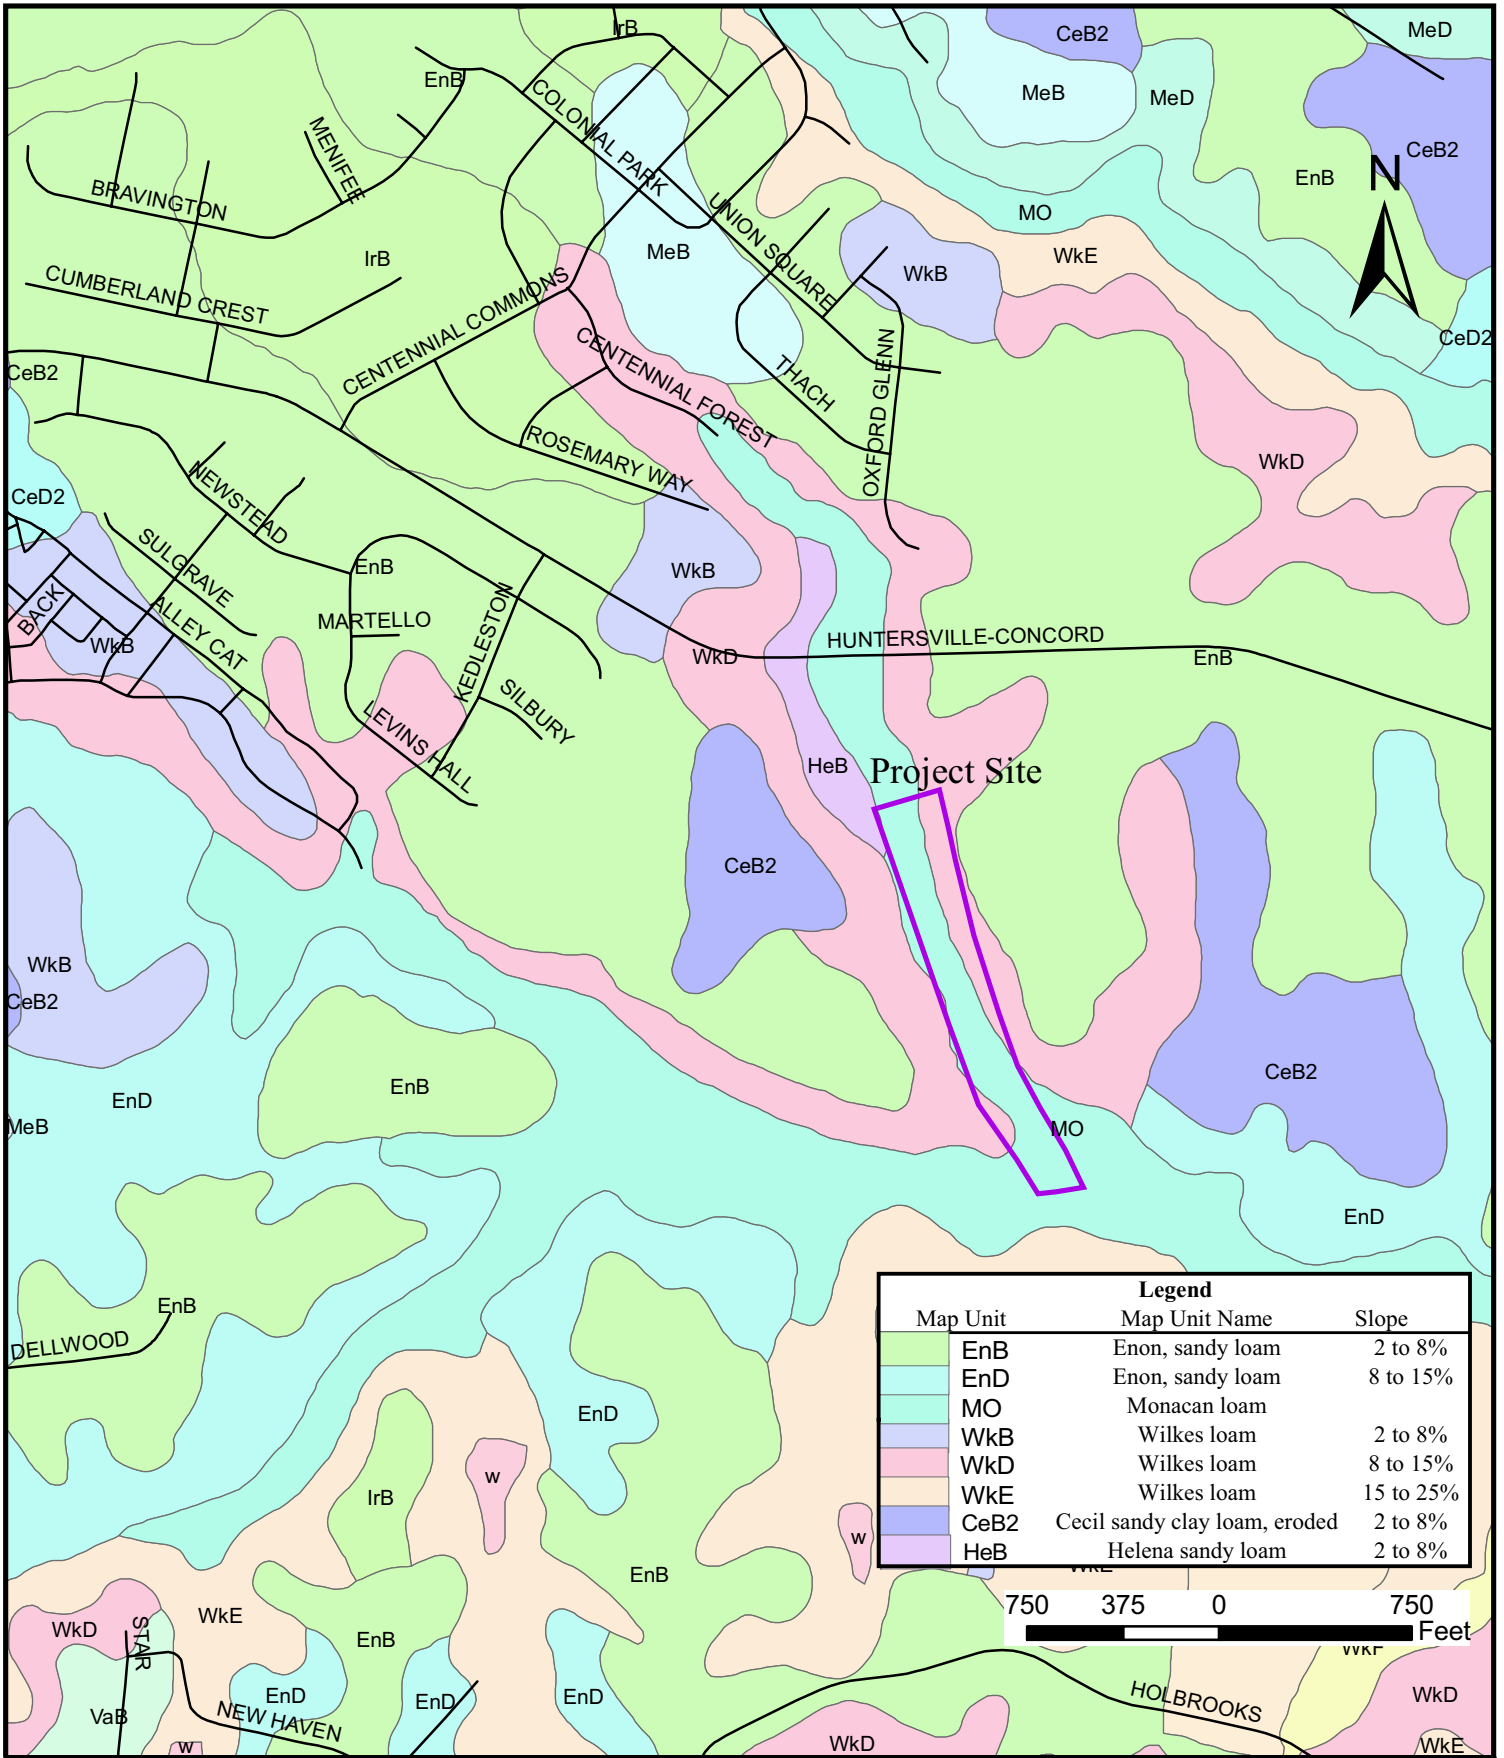 IrB
CeB2
MeD
EnB
MeB
MeD
COLONIAL PARK
MENIFEE
CeB2
N
EnB
BRAVINGTON
UNION SQUARE
MO
IrB
MeB
WkB
WkE
CUMBERLAND CREST
CENTENNIAL COMMONS
CeD2
CeB2
CENTENNIAL FOREST
THACH
OXFORD GLENN
ROSEMARY WAY
WkD
CeD2
NEWSTEAD
SULGRAVE
EnB
WkB
BACK
ALLEY CAT
MARTELLO
KEDLESTON
HUNTERSVILLE-CONCORD
WkB
WkD
EnB
LEVINS HALL
SILBURY
HeB
Project Site
CeB2
WkB
CeB2
CeB2
EnD
EnB
MeB
MO
EnD
EnB
DELLWOOD
Legend
Map Unit Map Unit Name Slope
EnB Enon, sandy loam 2 to 8%
EnD Enon, sandy loam 8 to 15%
MO Monacan loam
WkB Wilkes loam 2 to 8%
WkD Wilkes loam 8 to 15%
WkE Wilkes loam 15 to 25%
CeB2 Cecil sandy clay loam, eroded 2 to 8%
HeB Helena sandy loam 2 to 8%
EnD
w
IrB
w
EnB
WkE
750 375 0 750
Feet
WkD
STAIR
WkE
EnB
WkF
EnD
EnD
EnD
VaB
NEW HAVEN
HOLBROOKS
WkD
w
WkD
WkE